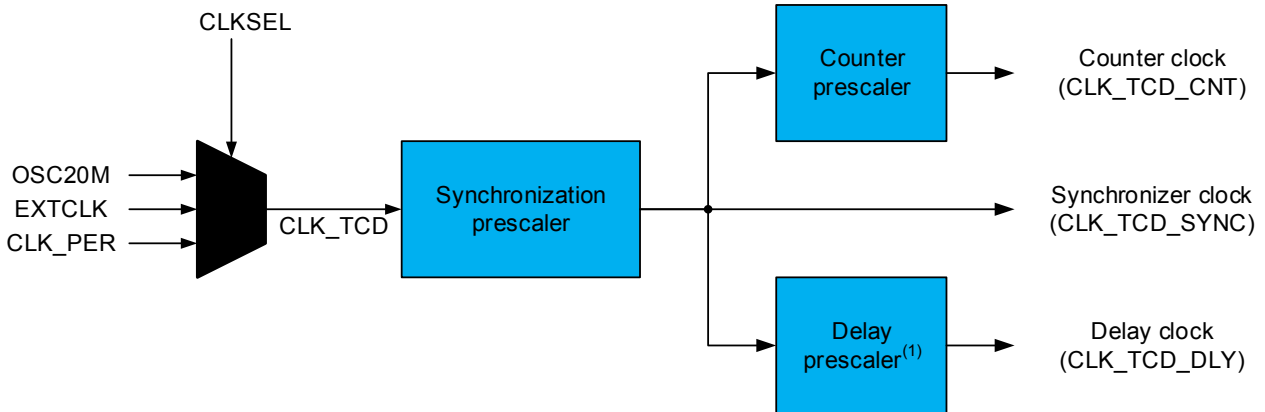 CLKSEL
OSC20M
EXTCLK
CLK_PER
CLK_TCD
Synchronization
prescaler
Counter
prescaler
Counter clock
(CLK_TCD_CNT)
Synchronizer clock
(CLK_TCD_SYNC)
Delay
prescaler(1)
Delay clock
(CLK_TCD_DLY)